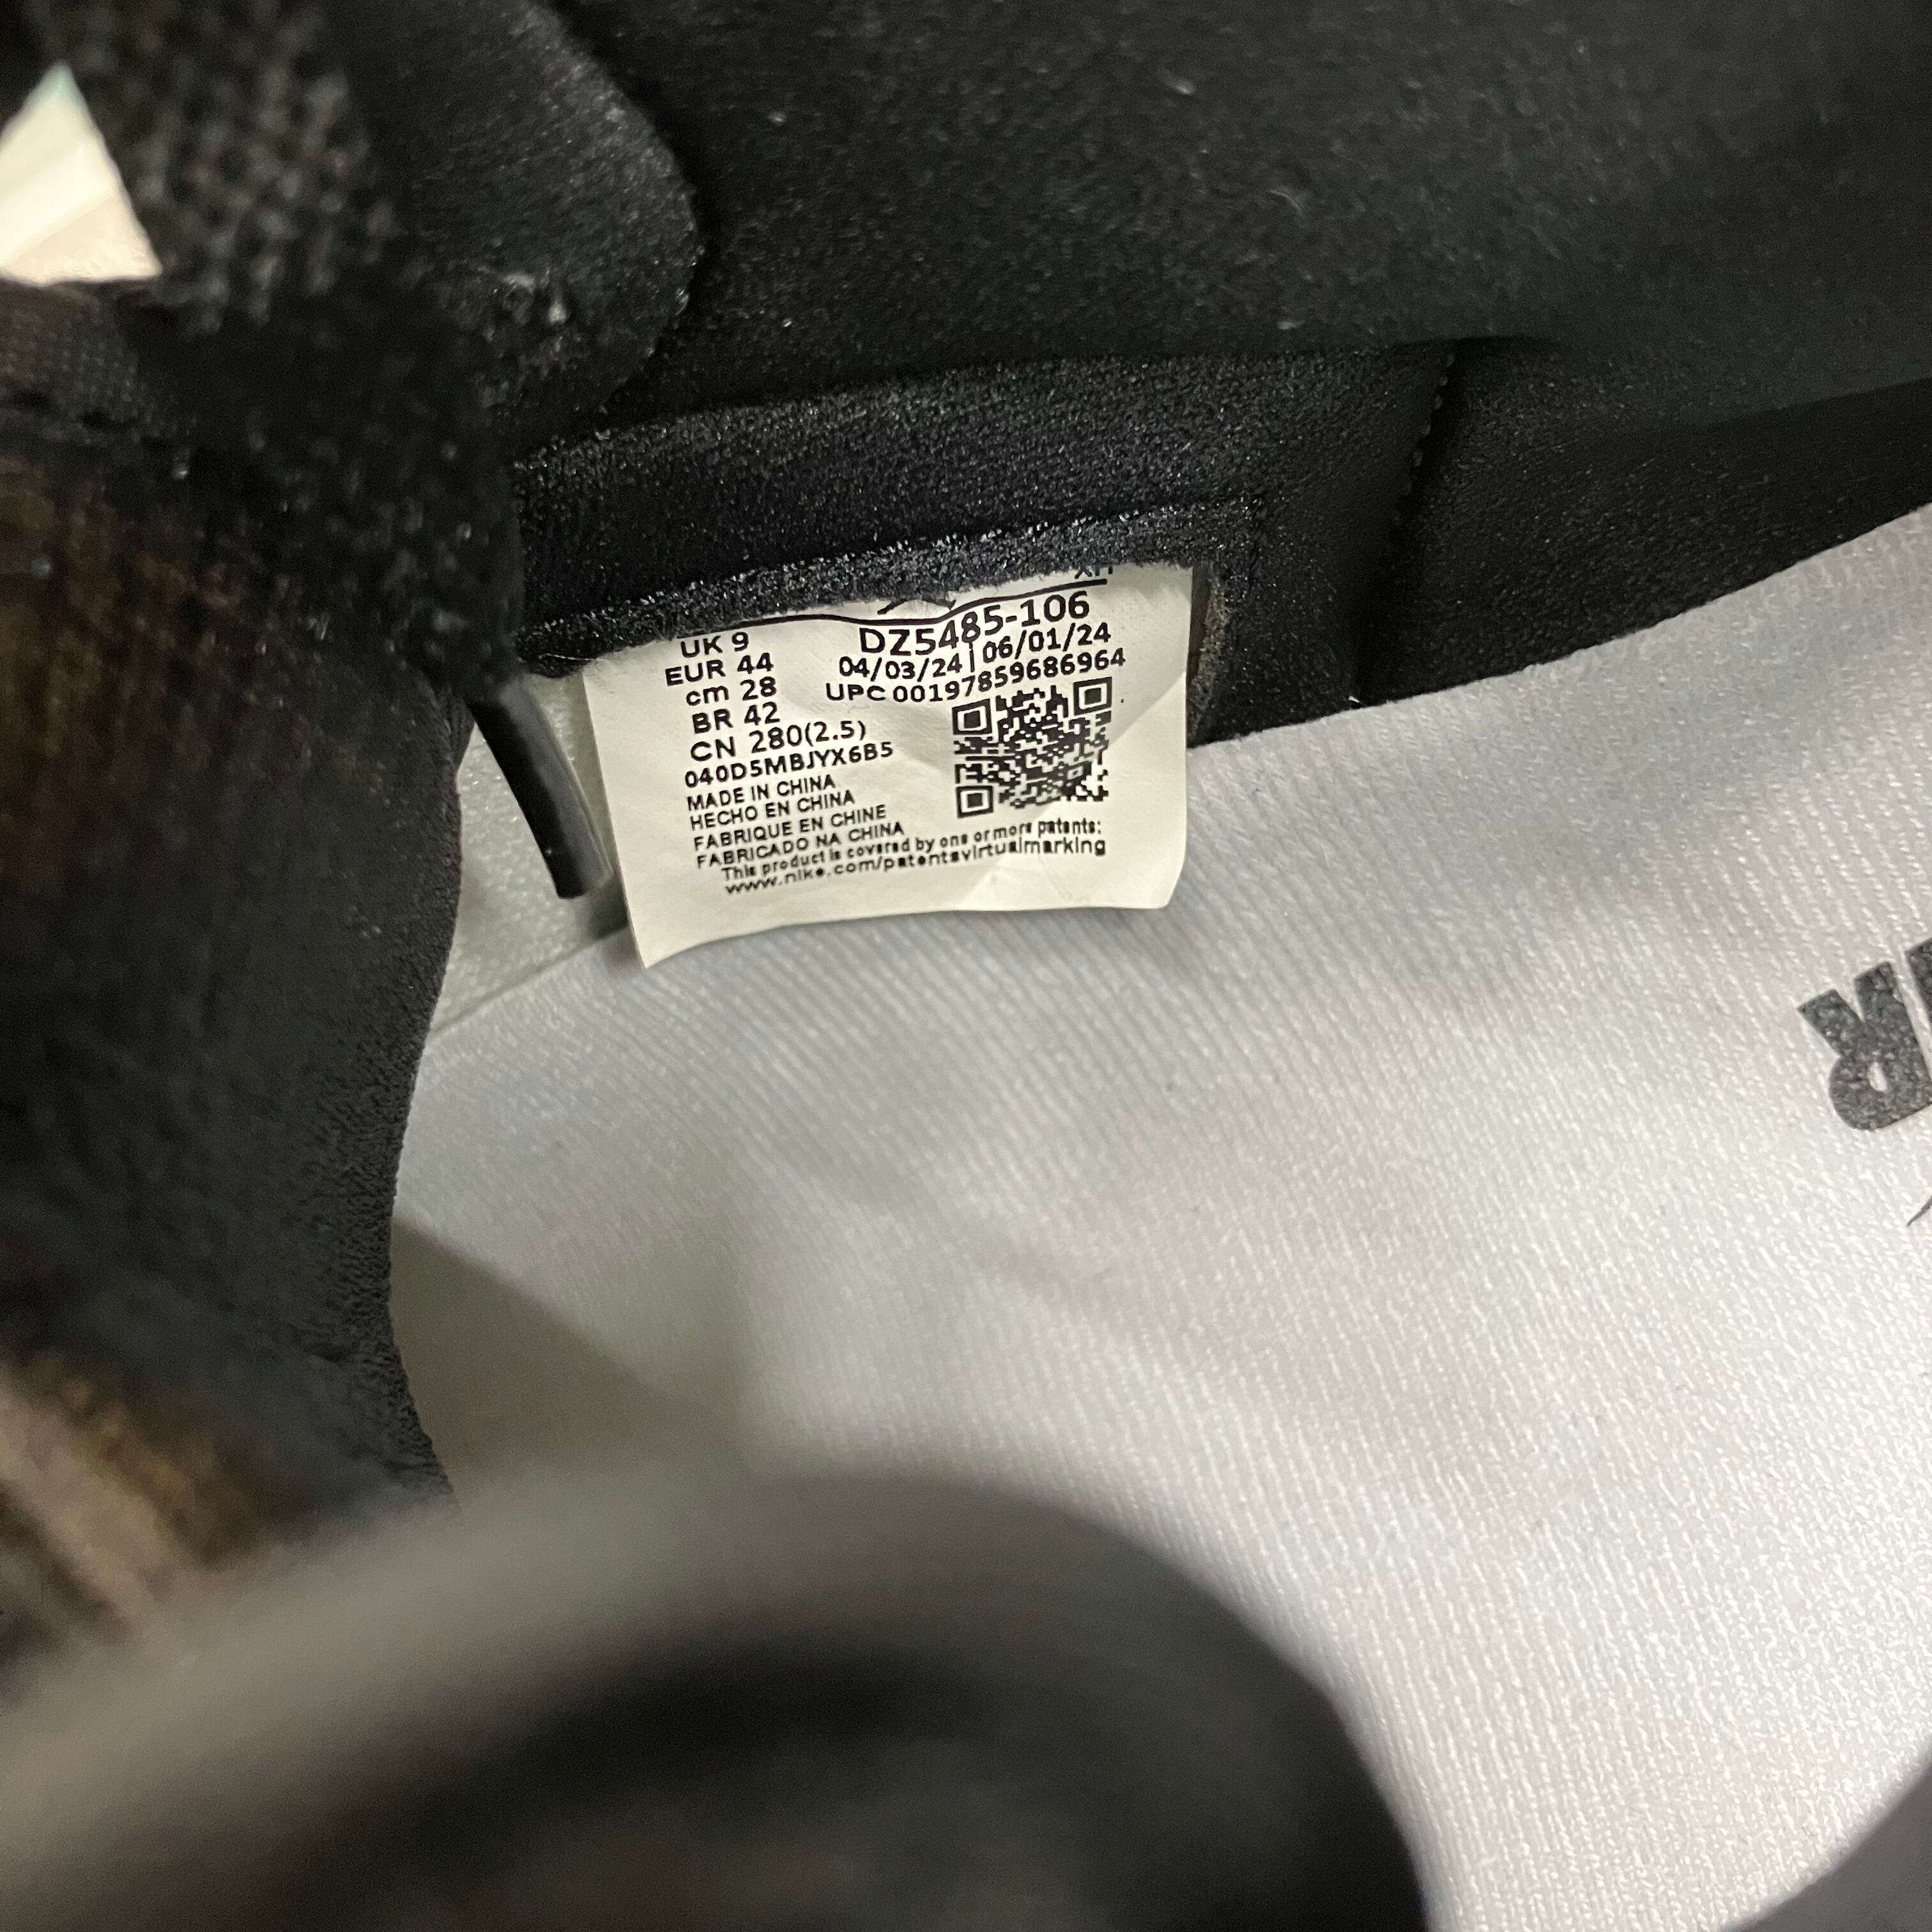 XH
UK 9
EUR 44
cm 28
BR 42
CN 280(2.5)
DZ5485-106
04/03/24 | 06/01/24
UPC 00197859686964
040D5MBJYX6B5
MADE IN CHINA
HECHO EN CHINA
FABRIQUE EN CHINE
FABRICADO NA CHINA
This product is covered by one or more patents:
www.nike.com/patentsvirtualmarking